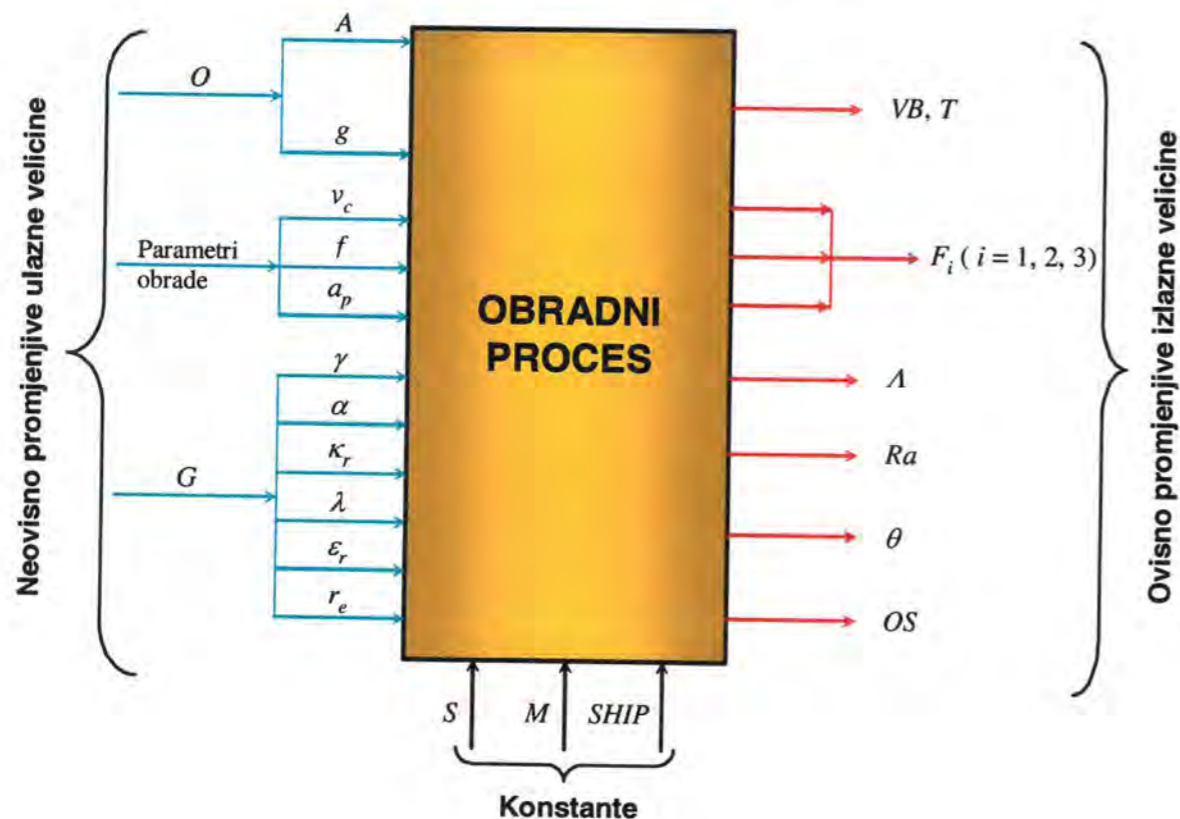 Neovisno promjenjive ulazne velicine
O
A
g
Parametri
obrade
v_c
f
a_p
G
γ
α
κ_r
λ
ε_r
r_e
OBRADNI
PROCES
VB, T
F_i ( i = 1, 2, 3)
Λ
Ra
θ
OS
Ovisno promjenjive izlazne velicine
S
M
SHIP
Konstante